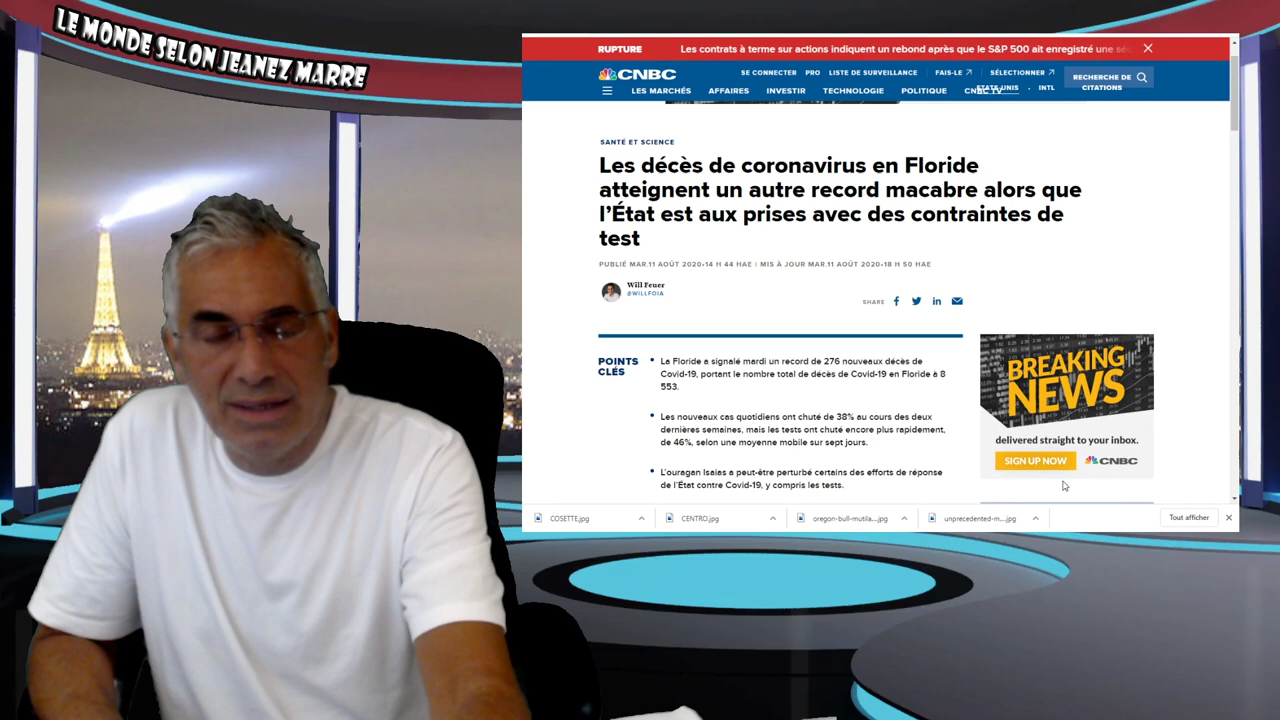 LE MONDE SELON JEANEZ MARRE
RUPTURE
Les contrats à terme sur actions indiquent un rebond après que le S&P 500 ait enregistré une
CNBC
SE CONNECTER PRO LISTE DE SURVEILLANCE FAIS-LE SÉLECTIONNER
RECHERCHE DE CITATIONS
LES MARCHÉS AFFAIRES INVESTIR TECHNOLOGIE POLITIQUE CNBC TV
ETATS UNIS · INTL
SANTÉ ET SCIENCE
Les décès de coronavirus en Floride
atteignent un autre record macabre alors que
l'État est aux prises avec des contraintes de
test
PUBLIÉ MAR.11 AOÛT 2020•14 H 44 HAE | MIS À JOUR MAR.11 AOÛT 2020•18 H 50 HAE
Will Feuer
@WILLFOIA
SHARE
POINTS
CLÉS
La Floride a signalé mardi un record de 276 nouveaux décès de
Covid-19, portant le nombre total de décès de Covid-19 en Floride à 8
553.
Les nouveaux cas quotidiens ont chuté de 38% au cours des deux
dernières semaines, mais les tests ont chuté encore plus rapidement,
de 46%, selon une moyenne mobile sur sept jours.
L'ouragan Isaias a peut-être perturbé certains des efforts de réponse
de l'État contre Covid-19, y compris les tests.
BREAKING
NEWS
delivered straight to your inbox.
SIGN UP NOW
CNBC
COSETTE.jpg
CENTRO.jpg
oregon-bull-mutila....jpg
unprecedented-m....jpg
Tout afficher